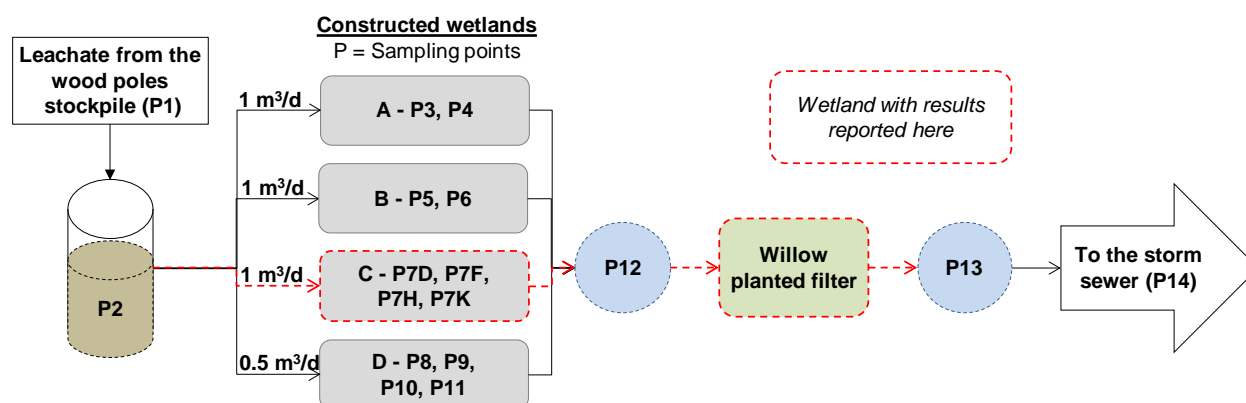 Constructed wetlands
P = Sampling points
Leachate from the
wood poles
stockpile (P1)
P2
1 m³/d
A - P3, P4
1 m³/d
B - P5, P6
1 m³/d
C - P7D, P7F,
P7H, P7K
0.5 m³/d
D - P8, P9,
P10, P11
Wetland with results
reported here
P12
Willow
planted filter
P13
To the storm
sewer (P14)